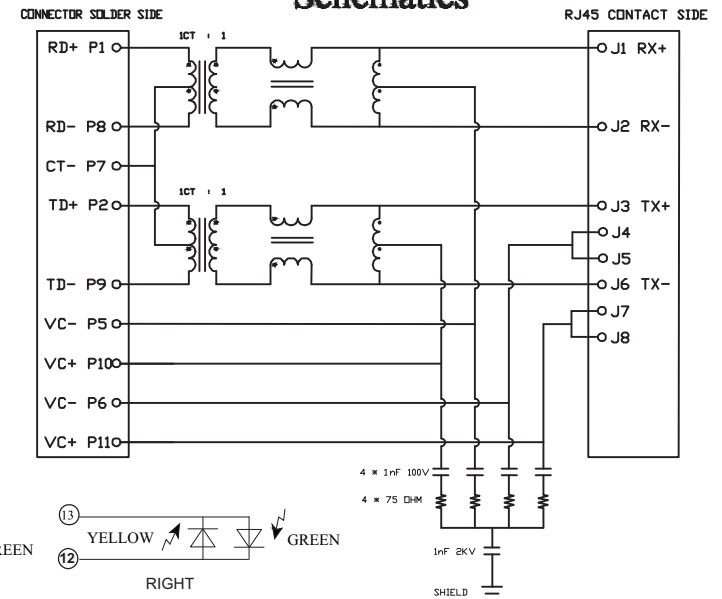 Schematics
CONNECTOR SOLDER SIDE
RJ45 CONTACT SIDE
RD+ P1
1CT : 1
J1 RX+
RD- P8
J2 RX-
CT- P7
TD+ P2
1CT : 1
J3 TX+
J4
J5
TD- P9
J6 TX-
J7
VC- P5
J8
VC+ P10
VC- P6
VC+ P11
4 * 1nF 100V
4 * 75 OHM
13
YELLOW
GREEN
12
RIGHT
1nF 2KV
SHIELD